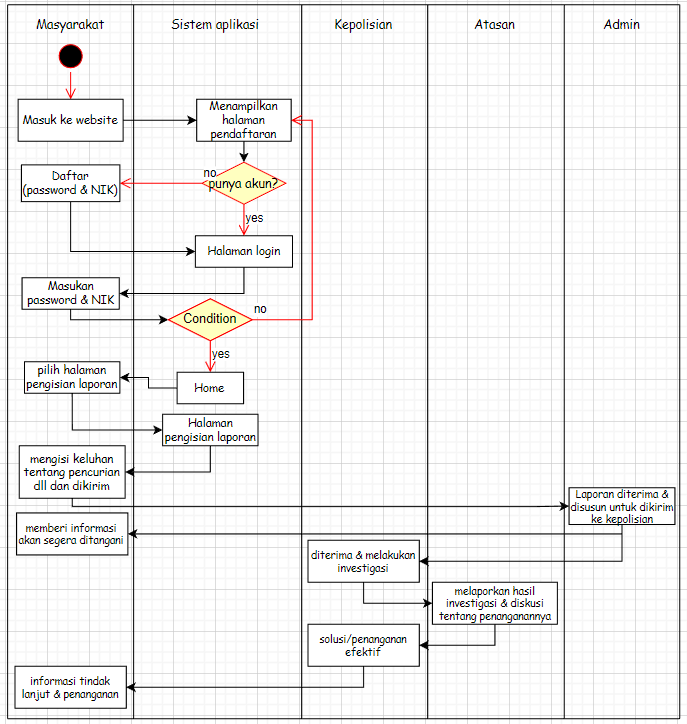 Masyarakat
Sistem aplikasi
Kepolisian
Atasan
Admin
Masuk ke website
Menampilkan
halaman
pendaftaran
no
punya akun?
Daftar
(password & NIK)
yes
Halaman login
Masukan
password & NIK
Condition
no
yes
pilih halaman
pengisian laporan
Home
Halaman
pengisian laporan
mengisi keluhan
tentang pencurian
dll dan dikirim
Laporan diterima &
disusun untuk dikirim
ke kepolisian
memberi informasi
akan segera ditangani
diterima & melakukan
investigasi
melaporkan hasil
investigasi & diskusi
tentang penanganannya
solusi/penanganan
efektif
informasi tindak
lanjut & penanganan